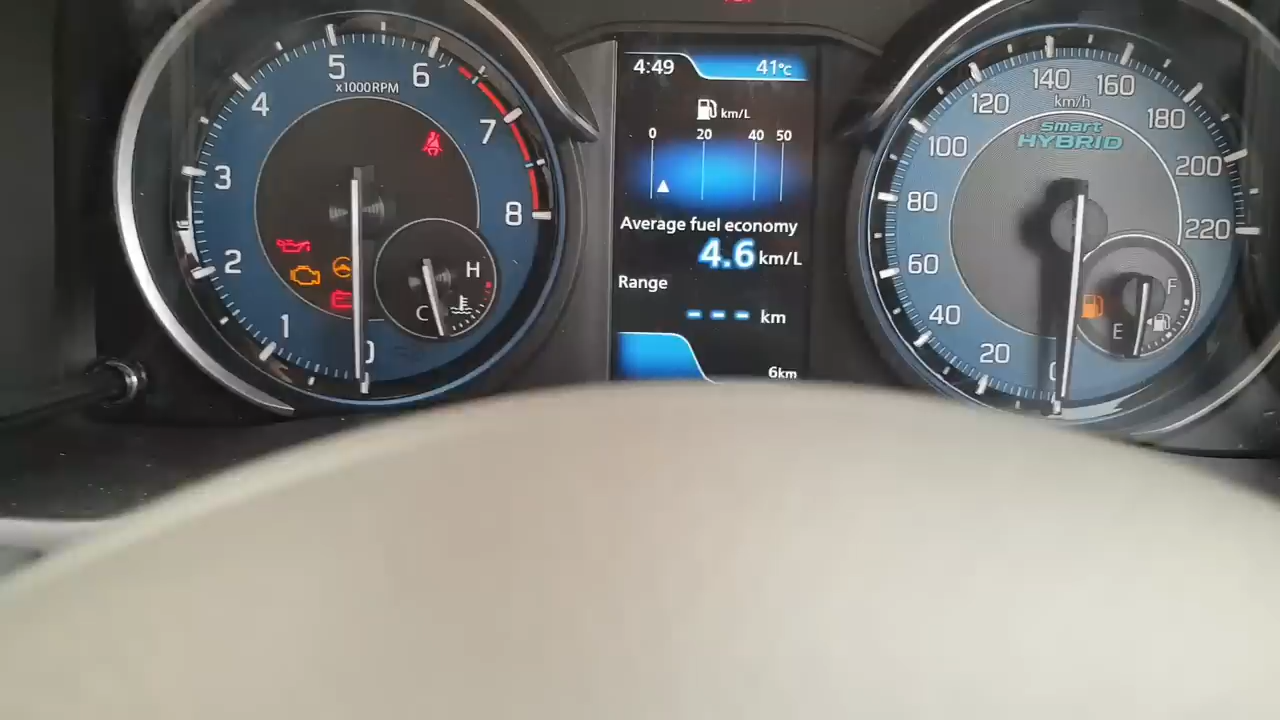 4:49 41°C
km/L
0 20 40 50
Average fuel economy
4.6 km/L
Range
--- km
6km
0 1 2 3 4 5 6 7 8
x1000RPM
C H
0 20 40 60 80 100 120 140 160 180 200 220
km/h
smart
HYBRID
E F